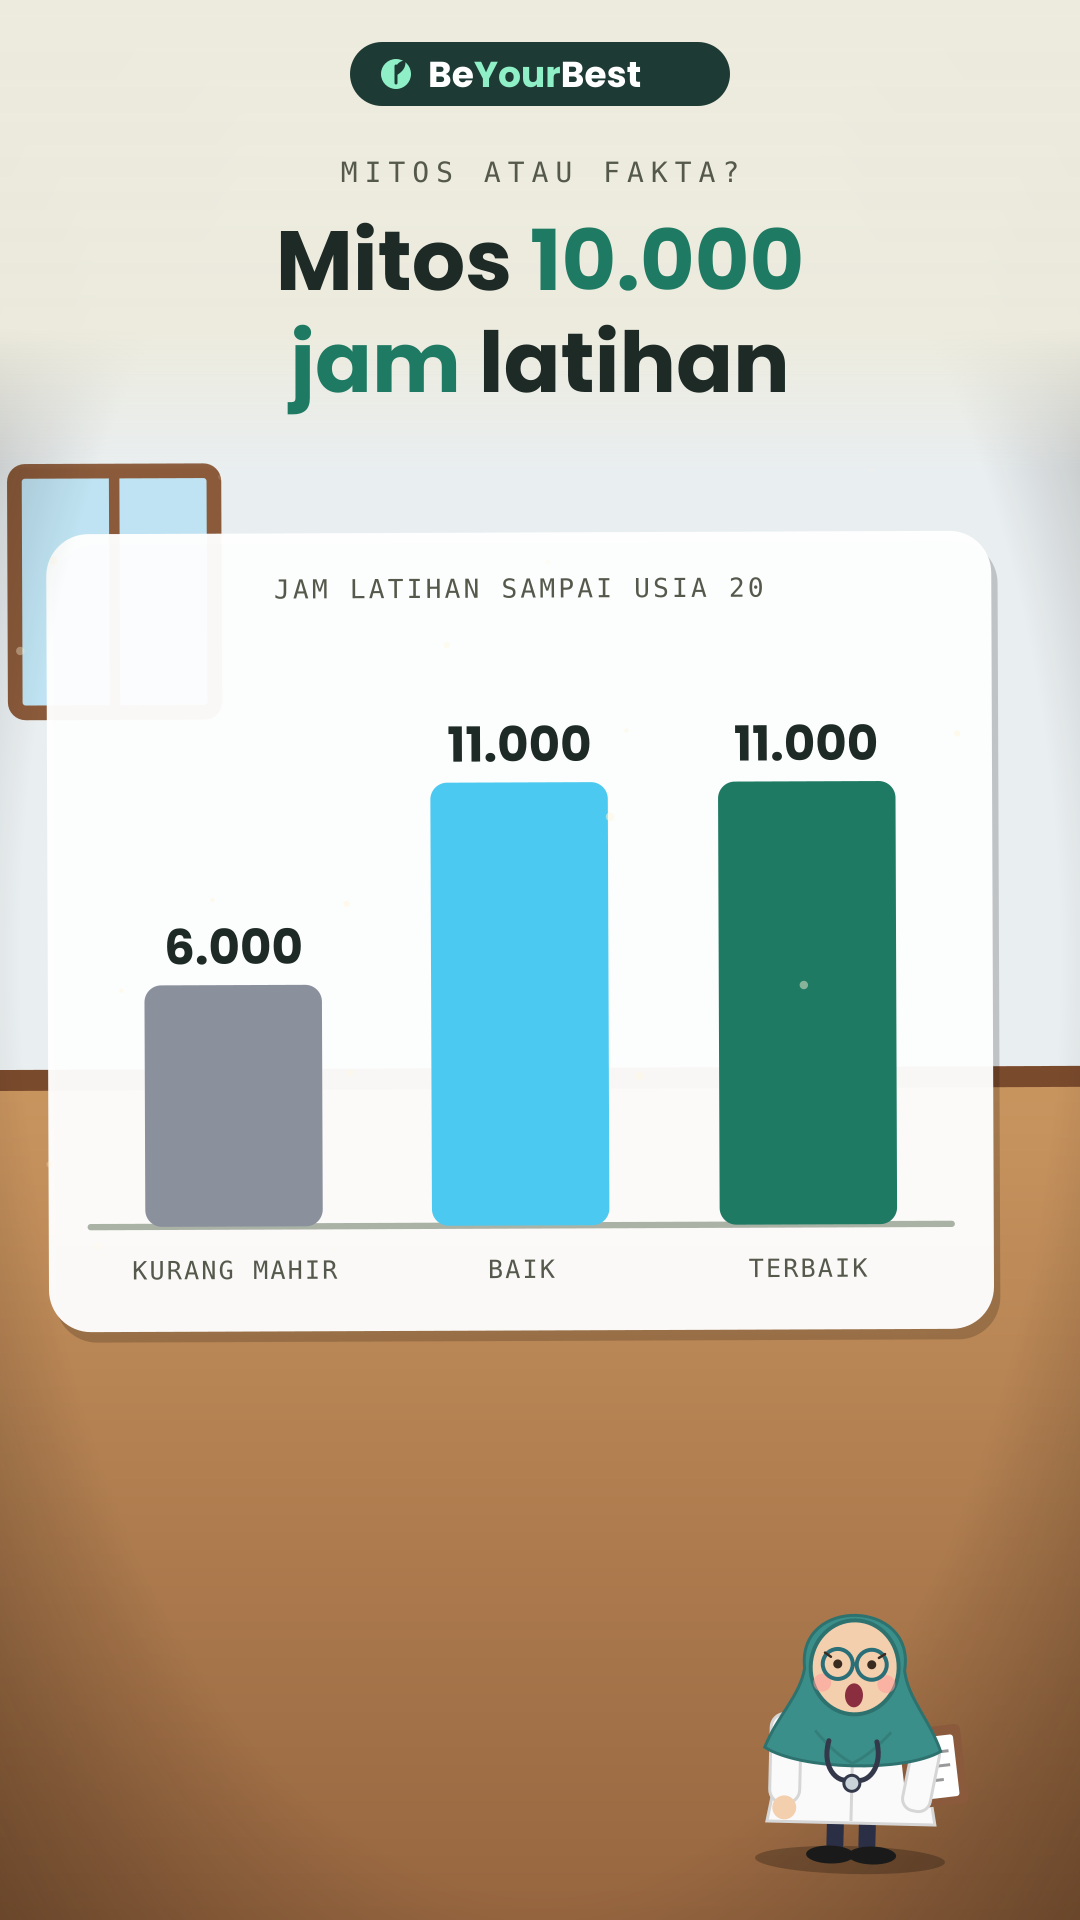 BeYourBest
MITOS ATAU FAKTA?
Mitos 10.000
jam latihan
JAM LATIHAN SAMPAI USIA 20
6.000
11.000
11.000
KURANG MAHIR
BAIK
TERBAIK